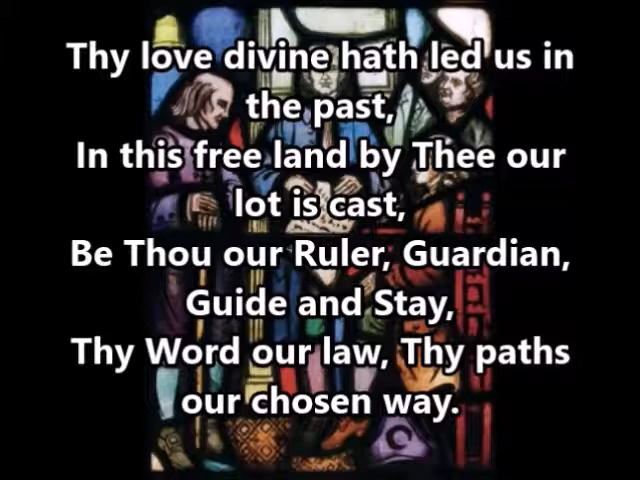 Thy love divine hath led us in
the past,
In this free land by Thee our
lot is cast,
Be Thou our Ruler, Guardian,
Guide and Stay,
Thy Word our law, Thy paths
our chosen way.